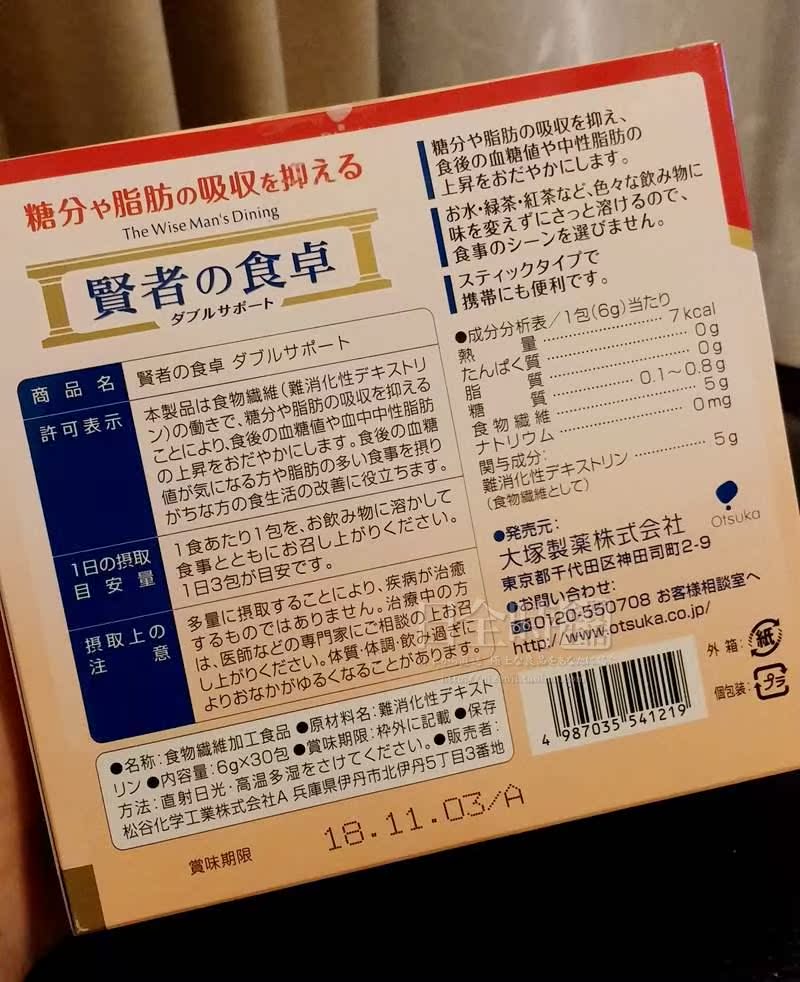 糖分や脂肪の吸収を抑える
The Wise Man's Dining
賢者の食卓
ダブルサポート
糖分や脂肪の吸収を抑え、
食後の血糖値や中性脂肪の
上昇をおだやかにします。
お水・緑茶・紅茶など、色々な飲み物に
味を変えずにさっと溶けるので、
食事のシーンを選びません。
スティックタイプで
携帯にも便利です。
商品名
賢者の食卓 ダブルサポート
許可表示
本製品は食物繊維(難消化性デキストリ
ン)の働きで、糖分や脂肪の吸収を抑える
ことにより、食後の血糖値や血中中性脂肪
の上昇をおだやかにします。食後の血糖
値が気になる方や脂肪の多い食事を摂り
がちな方の食生活の改善に役立ちます。
1日の摂取
目安量
1食あたり1包を、お飲み物に溶かして
食事とともにお召し上がりください。
1日3包が目安です。
摂取上の
注意
多量に摂取することにより、疾病が治癒
するものではありません。治療中の方
は、医師などの専門家にご相談の上お召
し上がりください。体質・体調・飲み過ぎに
よりおなかがゆるくなることがあります。
●成分分析表/1包(6g)当たり
熱量 7kcal
たんぱく質 0g
脂質 0g
糖質 0.1~0.8g
食物繊維 5g
ナトリウム 0mg
関与成分:
難消化性デキストリン 5g
(食物繊維として)
●発売元:
大塚製薬株式会社
東京都千代田区神田司町2-9
Otsuka
●お問い合わせ:
0120-550708 お客様相談室へ
http://www.otsuka.co.jp/
外箱: 紙
個包装: プラ
4 987035 541219
●名称:食物繊維加工食品 ●原材料名:難消化性デキスト
リン ●内容量:6g×30包 ●賞味期限:枠外に記載 ●保存
方法:直射日光・高温多湿をさけてください。●販売者:
松谷化学工業株式会社A 兵庫県伊丹市北伊丹5丁目3番地
賞味期限
18.11.03/A